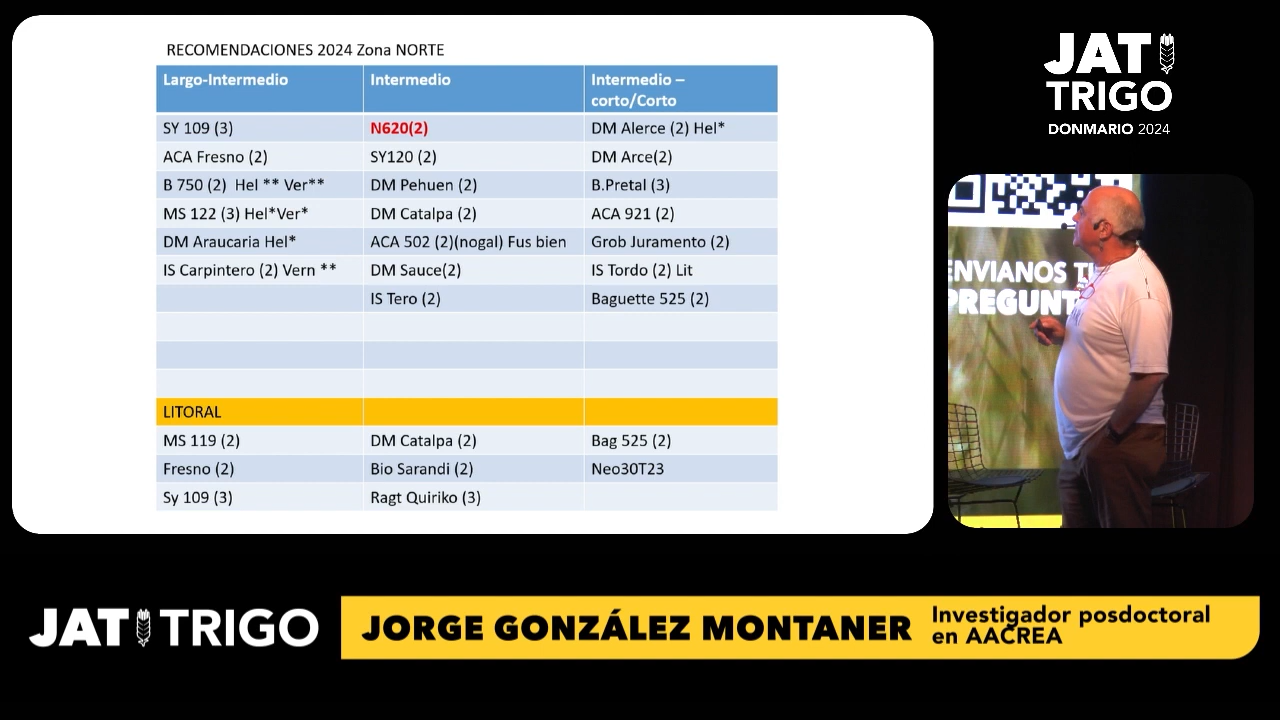 RECOMENDACIONES 2024 Zona NORTE
Largo-Intermedio Intermedio Intermedio –
corto/Corto
SY 109 (3) N620(2) DM Alerce (2) Hel*
ACA Fresno (2) SY120 (2) DM Arce(2)
B 750 (2) Hel ** Ver** DM Pehuen (2) B.Pretal (3)
MS 122 (3) Hel*Ver* DM Catalpa (2) ACA 921 (2)
DM Araucaria Hel* ACA 502 (2)(nogal) Fus bien Grob Juramento (2)
IS Carpintero (2) Vern ** DM Sauce(2) IS Tordo (2) Lit
IS Tero (2) Baguette 525 (2)
LITORAL
MS 119 (2) DM Catalpa (2) Bag 525 (2)
Fresno (2) Bio Sarandi (2) Neo30T23
Sy 109 (3) Ragt Quiriko (3)
JAT
TRIGO
DONMARIO 2024
ENVIANOS TU
PREGUNT
JAT TRIGO
JORGE GONZÁLEZ MONTANER
Investigador posdoctoral
en AACREA